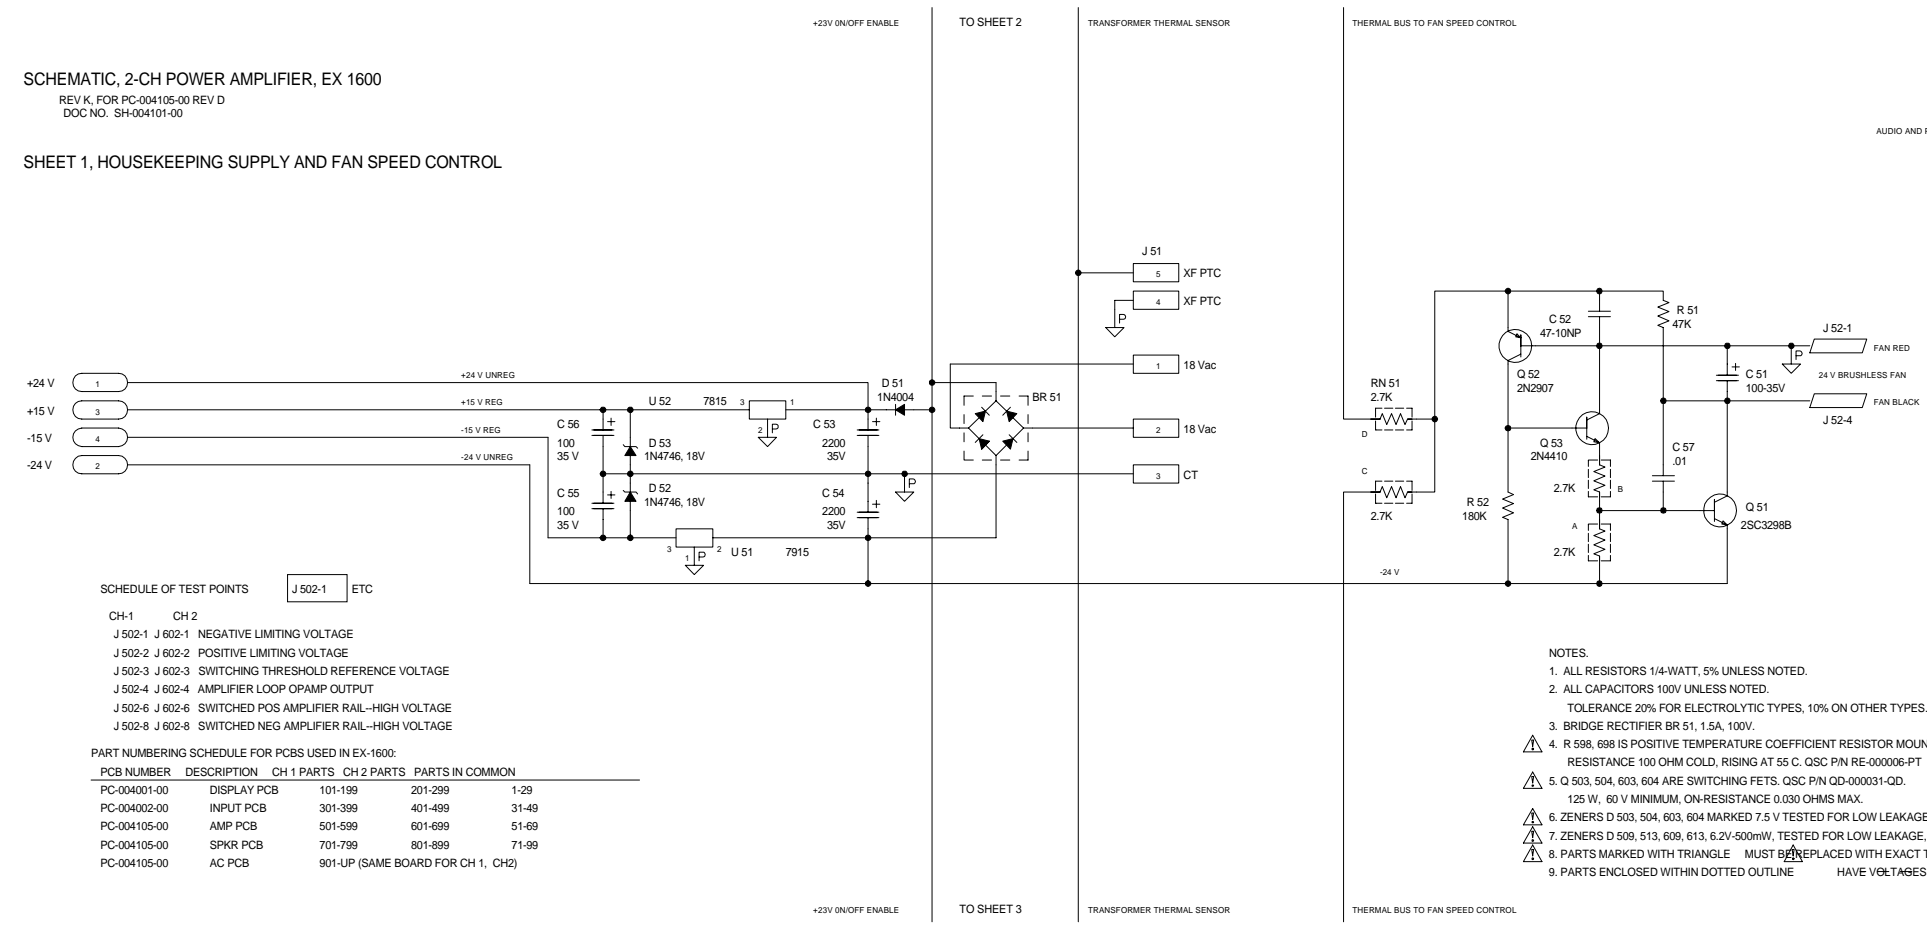 +23V 0N/OFF ENABLE
TO SHEET 2
TRANSFORMER THERMAL SENSOR
THERMAL BUS TO FAN SPEED CONTROL
SCHEMATIC, 2-CH POWER AMPLIFIER, EX 1600
REV K, FOR PC-004105-00 REV D
DOC NO. SH-004101-00
AUDIO AND
SHEET 1, HOUSEKEEPING SUPPLY AND FAN SPEED CONTROL
J 51
5 XF PTC
4 XF PTC
P
1 18 Vac
2 18 Vac
3 CT
+24 V 1 +24 V UNREG
+15 V 3 +15 V REG
-15 V 4 -15 V REG
-24 V 2 -24 V UNREG
C 56
100
35 V
D 53
1N4746, 18V
C 55
100
35 V
D 52
1N4746, 18V
U 52 7815 3 1
2 P
3 2 U 51 7915
1 P
D 51
1N4004
C 53
2200
35V
C 54
2200
35V
P
BR 51
RN 51
2.7K
D
C
2.7K
C 52
47-10NP
R 51
47K
Q 52
2N2907
Q 53
2N4410
R 52
180K
2.7K B
A
2.7K
C 57
.01
Q 51
2SC3298B
C 51
100-35V
P
J 52-1
FAN RED
24 V BRUSHLESS FAN
FAN BLACK
J 52-4
-24 V
+
+
+
+
+
SCHEDULE OF TEST POINTS J 502-1 ETC
CH-1 CH 2
J 502-1 J 602-1 NEGATIVE LIMITING VOLTAGE
J 502-2 J 602-2 POSITIVE LIMITING VOLTAGE
J 502-3 J 602-3 SWITCHING THRESHOLD REFERENCE VOLTAGE
J 502-4 J 602-4 AMPLIFIER LOOP OPAMP OUTPUT
J 502-6 J 602-6 SWITCHED POS AMPLIFIER RAIL--HIGH VOLTAGE
J 502-8 J 602-8 SWITCHED NEG AMPLIFIER RAIL--HIGH VOLTAGE
PART NUMBERING SCHEDULE FOR PCBS USED IN EX-1600:
PCB NUMBER DESCRIPTION CH 1 PARTS CH 2 PARTS PARTS IN COMMON
PC-004001-00 DISPLAY PCB 101-199 201-299 1-29
PC-004002-00 INPUT PCB 301-399 401-499 31-49
PC-004105-00 AMP PCB 501-599 601-699 51-69
PC-004105-00 SPKR PCB 701-799 801-899 71-99
PC-004105-00 AC PCB 901-UP (SAME BOARD FOR CH 1, CH2)
NOTES.
1. ALL RESISTORS 1/4-WATT, 5% UNLESS NOTED.
2. ALL CAPACITORS 100V UNLESS NOTED.
TOLERANCE 20% FOR ELECTROLYTIC TYPES, 10% ON OTHER TYPES.
3. BRIDGE RECTIFIER BR 51, 1.5A, 100V.
4. R 598, 698 IS POSITIVE TEMPERATURE COEFFICIENT RESISTOR MOUN
RESISTANCE 100 OHM COLD, RISING AT 55 C. QSC P/N RE-000006-PT
5. Q 503, 504, 603, 604 ARE SWITCHING FETS. QSC P/N QD-000031-QD.
125 W, 60 V MINIMUM, ON-RESISTANCE 0.030 OHMS MAX.
6. ZENERS D 503, 504, 603, 604 MARKED 7.5 V TESTED FOR LOW LEAKAGE
7. ZENERS D 509, 513, 609, 613, 6.2V-500mW, TESTED FOR LOW LEAKAGE,
8. PARTS MARKED WITH TRIANGLE MUST BE REPLACED WITH EXACT
9. PARTS ENCLOSED WITHIN DOTTED OUTLINE HAVE VOLTAGES
+23V 0N/OFF ENABLE
TO SHEET 3
TRANSFORMER THERMAL SENSOR
THERMAL BUS TO FAN SPEED CONTROL